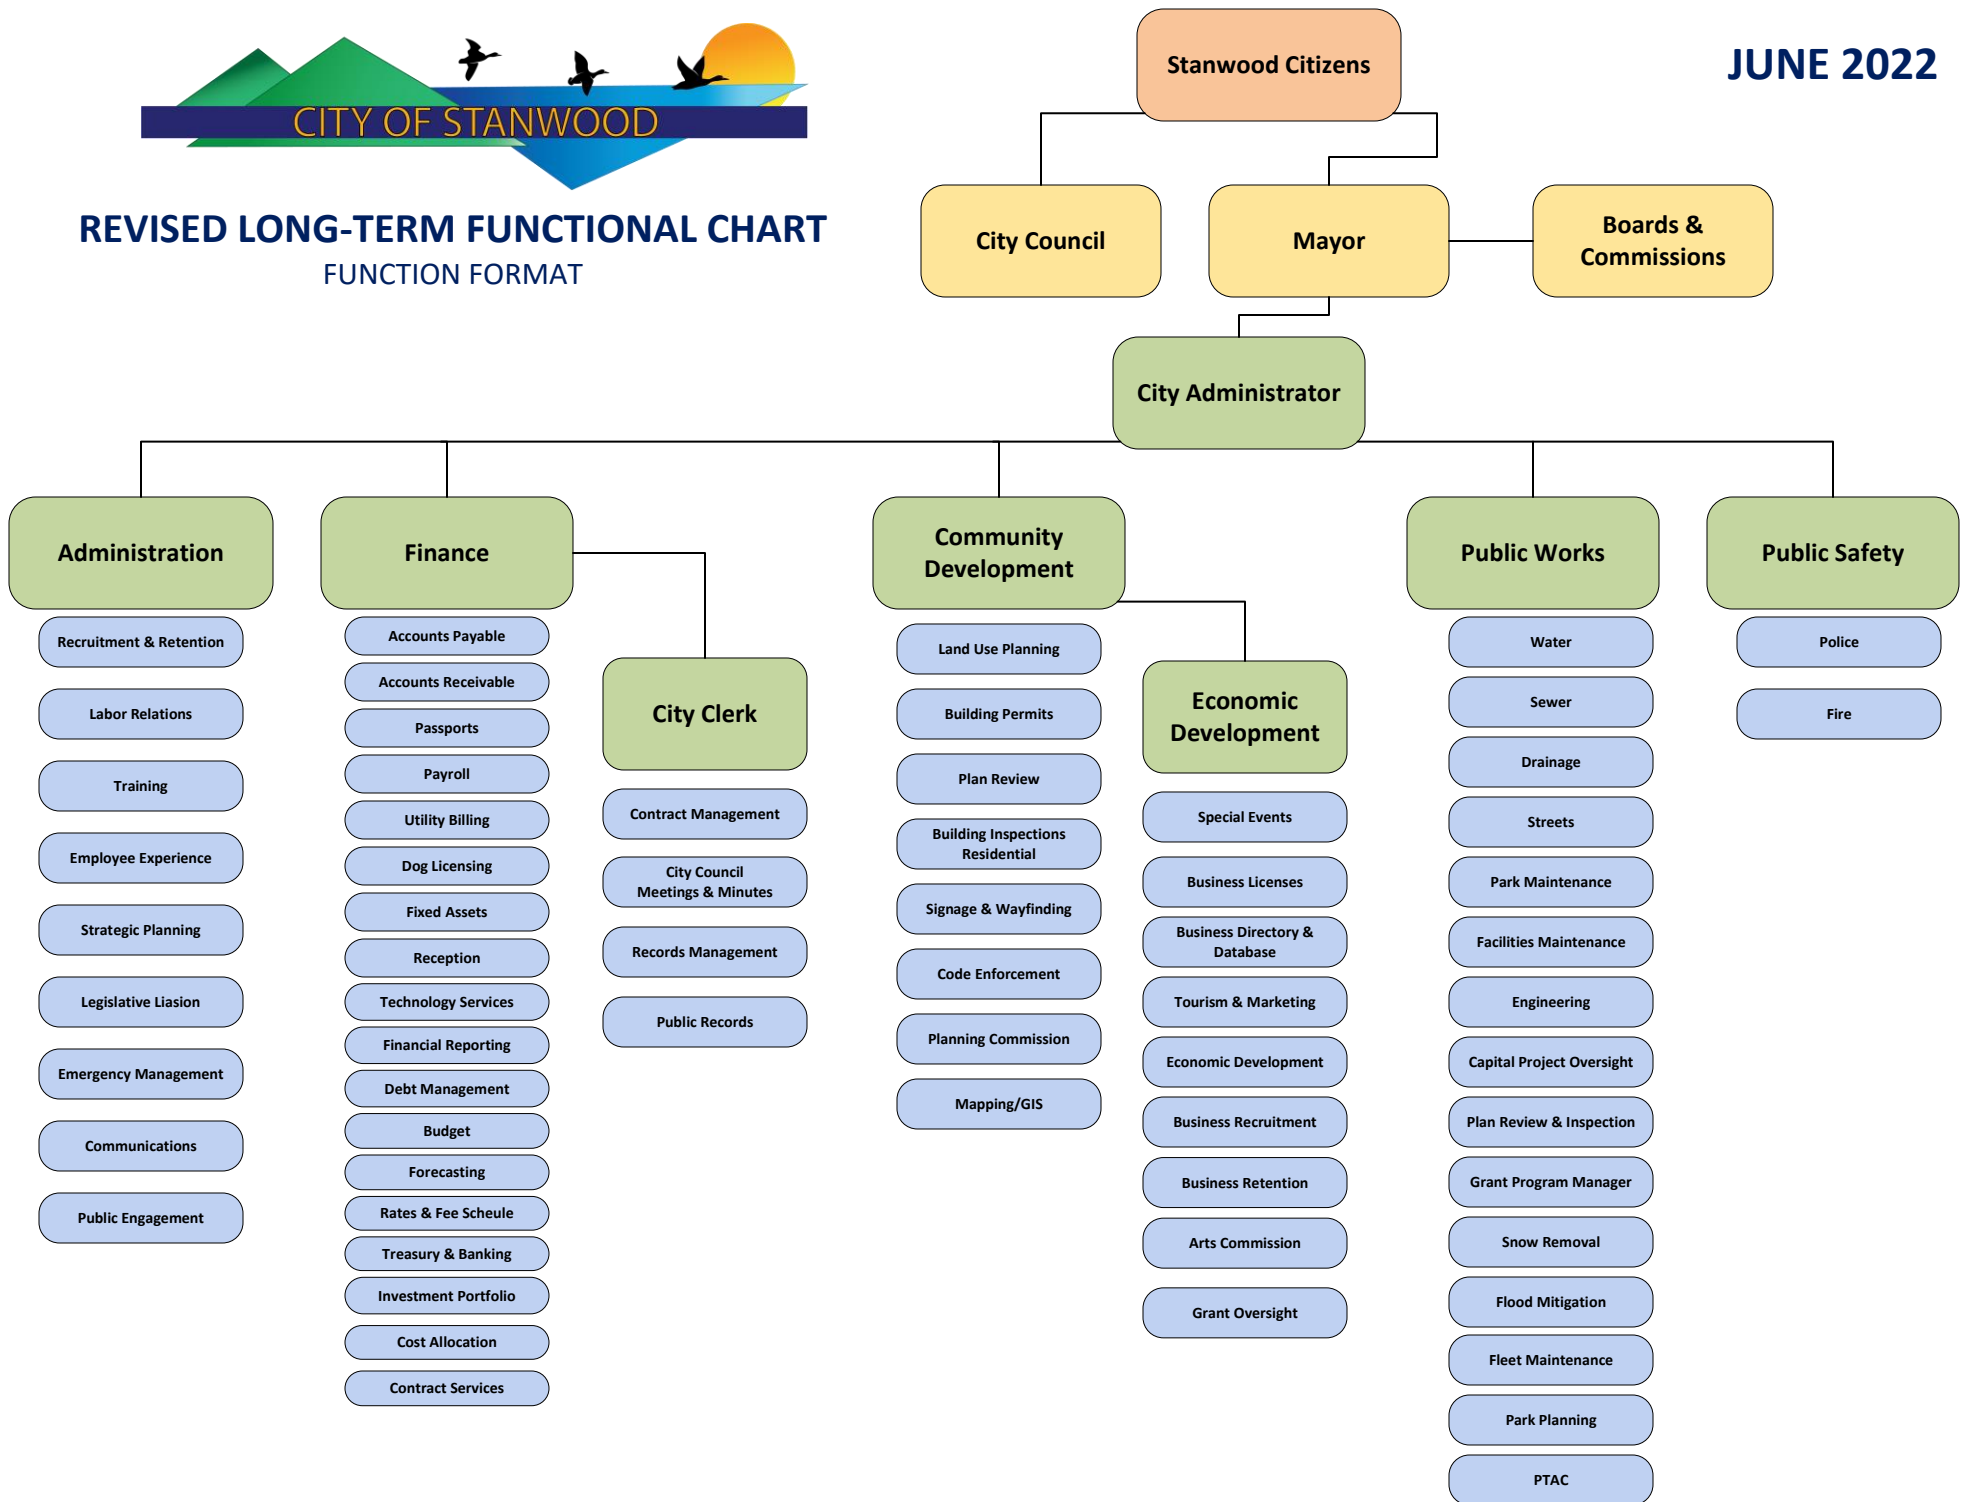 CITY OF STANWOOD
REVISED LONG-TERM FUNCTIONAL CHART
FUNCTION FORMAT
JUNE 2022
Stanwood Citizens
City Council
Mayor
Boards &
Commissions
City Administrator
Administration
Recruitment & Retention
Labor Relations
Training
Employee Experience
Strategic Planning
Legislative Liasion
Emergency Management
Communications
Public Engagement
Finance
Accounts Payable
Accounts Receivable
Passports
Payroll
Utility Billing
Dog Licensing
Fixed Assets
Reception
Technology Services
Financial Reporting
Debt Management
Budget
Forecasting
Rates & Fee Scheule
Treasury & Banking
Investment Portfolio
Cost Allocation
Contract Services
City Clerk
Contract Management
City Council
Meetings & Minutes
Records Management
Public Records
Community
Development
Land Use Planning
Building Permits
Plan Review
Building Inspections
Residential
Signage & Wayfinding
Code Enforcement
Planning Commission
Mapping/GIS
Economic
Development
Special Events
Business Licenses
Business Directory &
Database
Tourism & Marketing
Economic Development
Business Recruitment
Business Retention
Arts Commission
Grant Oversight
Public Works
Water
Sewer
Drainage
Streets
Park Maintenance
Facilities Maintenance
Engineering
Capital Project Oversight
Plan Review & Inspection
Grant Program Manager
Snow Removal
Flood Mitigation
Fleet Maintenance
Park Planning
PTAC
Public Safety
Police
Fire